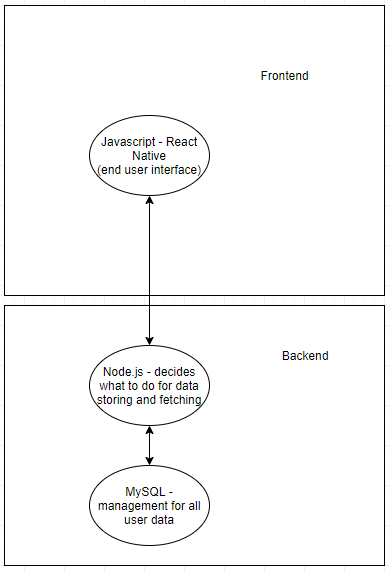 Frontend
Javascript - React
Native
(end user interface)
Backend
Node.js - decides
what to do for data
storing and fetching
MySQL -
management for all
user data